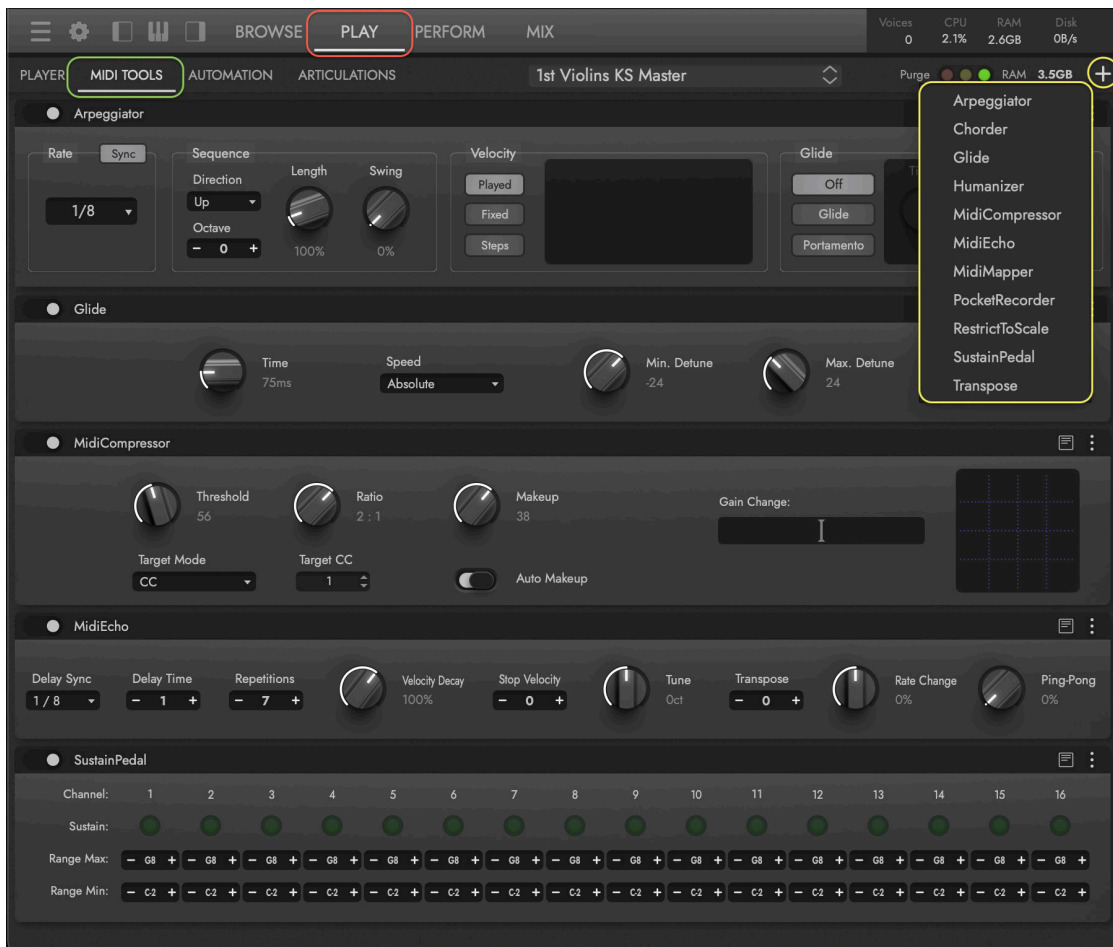 BROWSE PLAY PERFORM MIX Voices CPU RAM Disk
0 2.1% 2.6GB 0B/s
PLAYER MIDI TOOLS AUTOMATION ARTICULATIONS 1st Violins KS Master Purge RAM 3.5GB +
Arpeggiator
Chorder
Glide
Humanizer
MidiCompressor
MidiEcho
MidiMapper
PocketRecorder
RestrictToScale
SustainPedal
Transpose
Arpeggiator
Rate Sync Sequence Velocity Glide
Direction Length Swing
Up Played Off
1/8 Fixed Glide
Octave
- 0 + 100% 0% Steps Portamento
Glide
Time Speed Min. Detune Max. Detune
75ms Absolute -24 24
MidiCompressor
Threshold Ratio Makeup Gain Change:
56 2 : 1 38
Target Mode Target CC
CC 1 Auto Makeup
MidiEcho
Delay Sync Delay Time Repetitions Velocity Decay Stop Velocity Tune Transpose Rate Change Ping-Pong
1 / 8 - 1 + - 7 + 100% - 0 + 0ct - 0 + 0% 0%
SustainPedal
Channel: 1 2 3 4 5 6 7 8 9 10 11 12 13 14 15 16
Sustain:
Range Max: - G8 + - G8 + - G8 + - G8 + - G8 + - G8 + - G8 + - G8 + - G8 + - G8 + - G8 + - G8 + - G8 + - G8 + - G8 + - G8 +
Range Min: - C-2 + - C-2 + - C-2 + - C-2 + - C-2 + - C-2 + - C-2 + - C-2 + - C-2 + - C-2 + - C-2 + - C-2 + - C-2 + - C-2 + - C-2 + - C-2 +